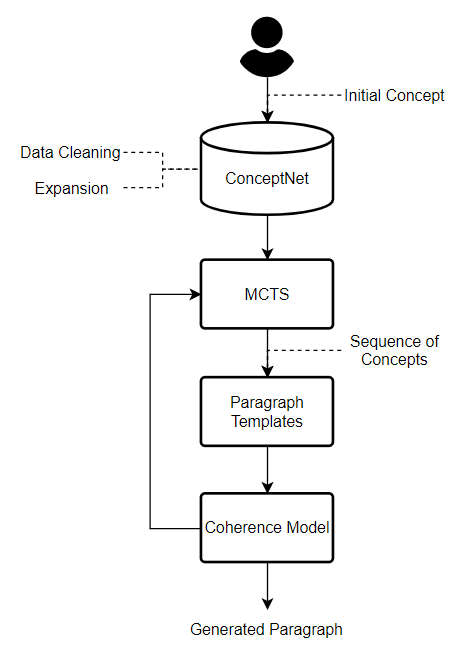 Initial Concept
Data Cleaning
Expansion
ConceptNet
MCTS
Sequence of
Concepts
Paragraph
Templates
Coherence Model
Generated Paragraph